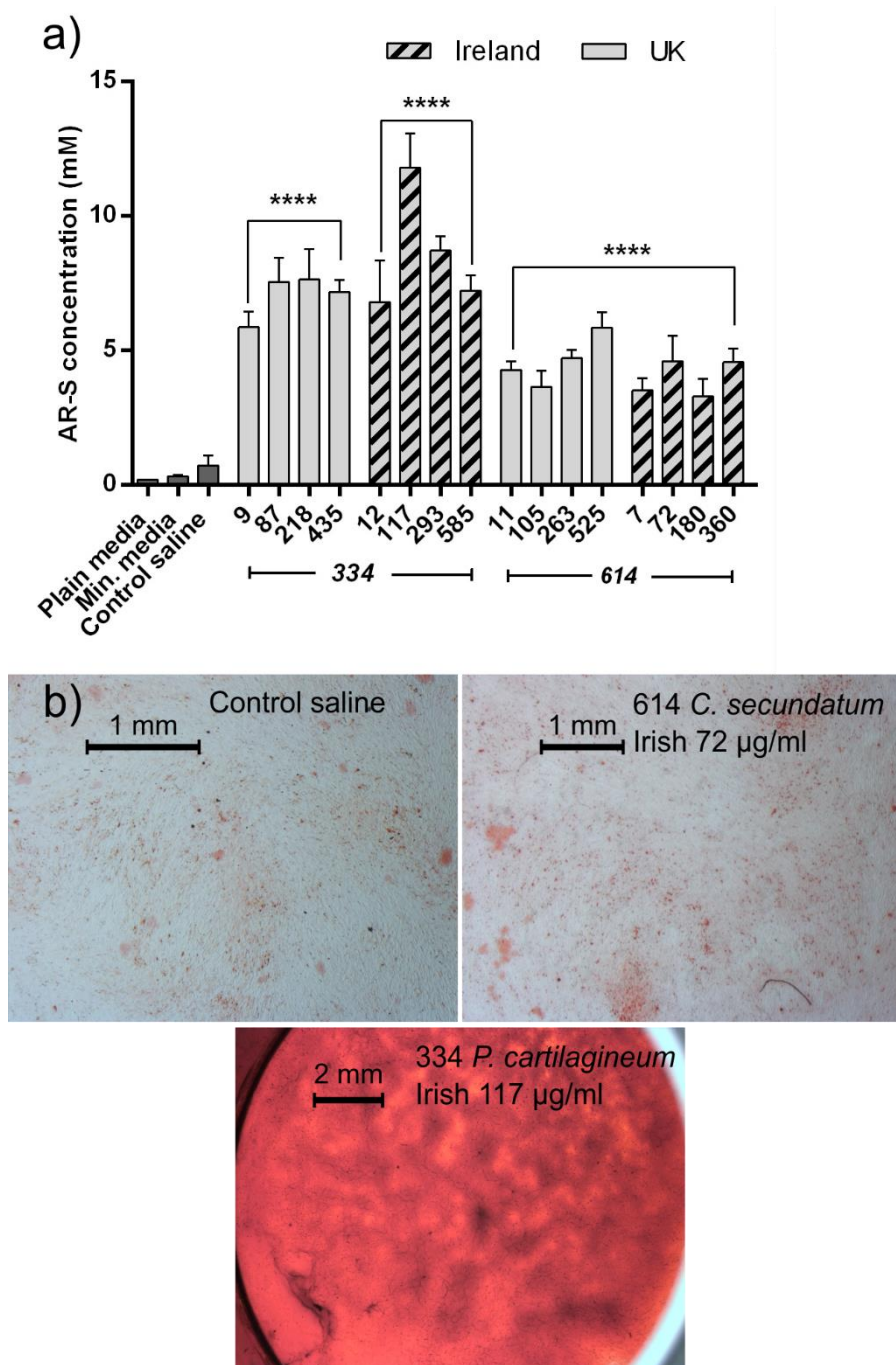 a)
Ireland UK
15
10
5
0
AR-S concentration (mM)
**** **** ****
Plain media
Min. media
Control saline
9 87 218 435 12 117 293 585 11 105 263 525 7 72 180 360
334 614
b)
Control saline
1 mm
614 C. secundatum
Irish 72 µg/ml
1 mm
334 P. cartilagineum
Irish 117 µg/ml
2 mm